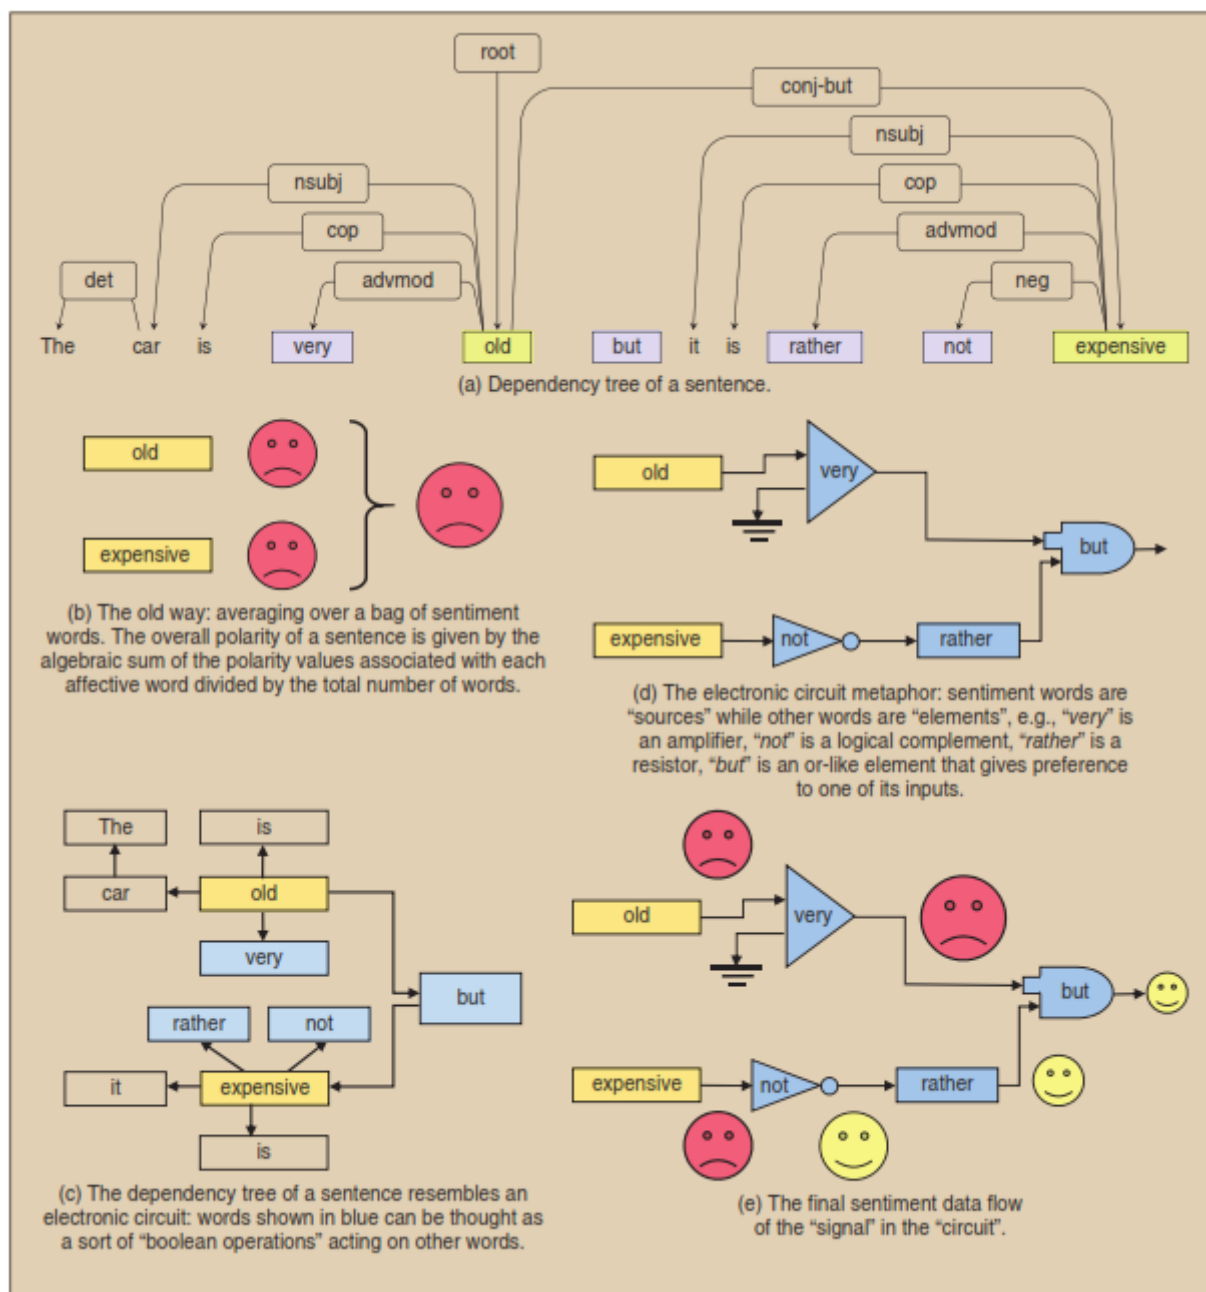 root
conj-but
nsubj
nsubj
cop
cop
advmod
advmod
det
neg
The car is very old but it is rather not expensive
(a) Dependency tree of a sentence.
old
expensive
(b) The old way: averaging over a bag of sentiment
words. The overall polarity of a sentence is given by the
algebraic sum of the polarity values associated with each
affective word divided by the total number of words.
old
very
but
expensive
not
rather
(d) The electronic circuit metaphor: sentiment words are
“sources” while other words are “elements”, e.g., “very” is
an amplifier, “not” is a logical complement, “rather” is a
resistor, “but” is an or-like element that gives preference
to one of its inputs.
The
is
car
old
very
but
rather
not
it
expensive
is
(c) The dependency tree of a sentence resembles an
electronic circuit: words shown in blue can be thought as
a sort of “boolean operations” acting on other words.
old
very
but
expensive
not
rather
(e) The final sentiment data flow
of the “signal” in the “circuit”.